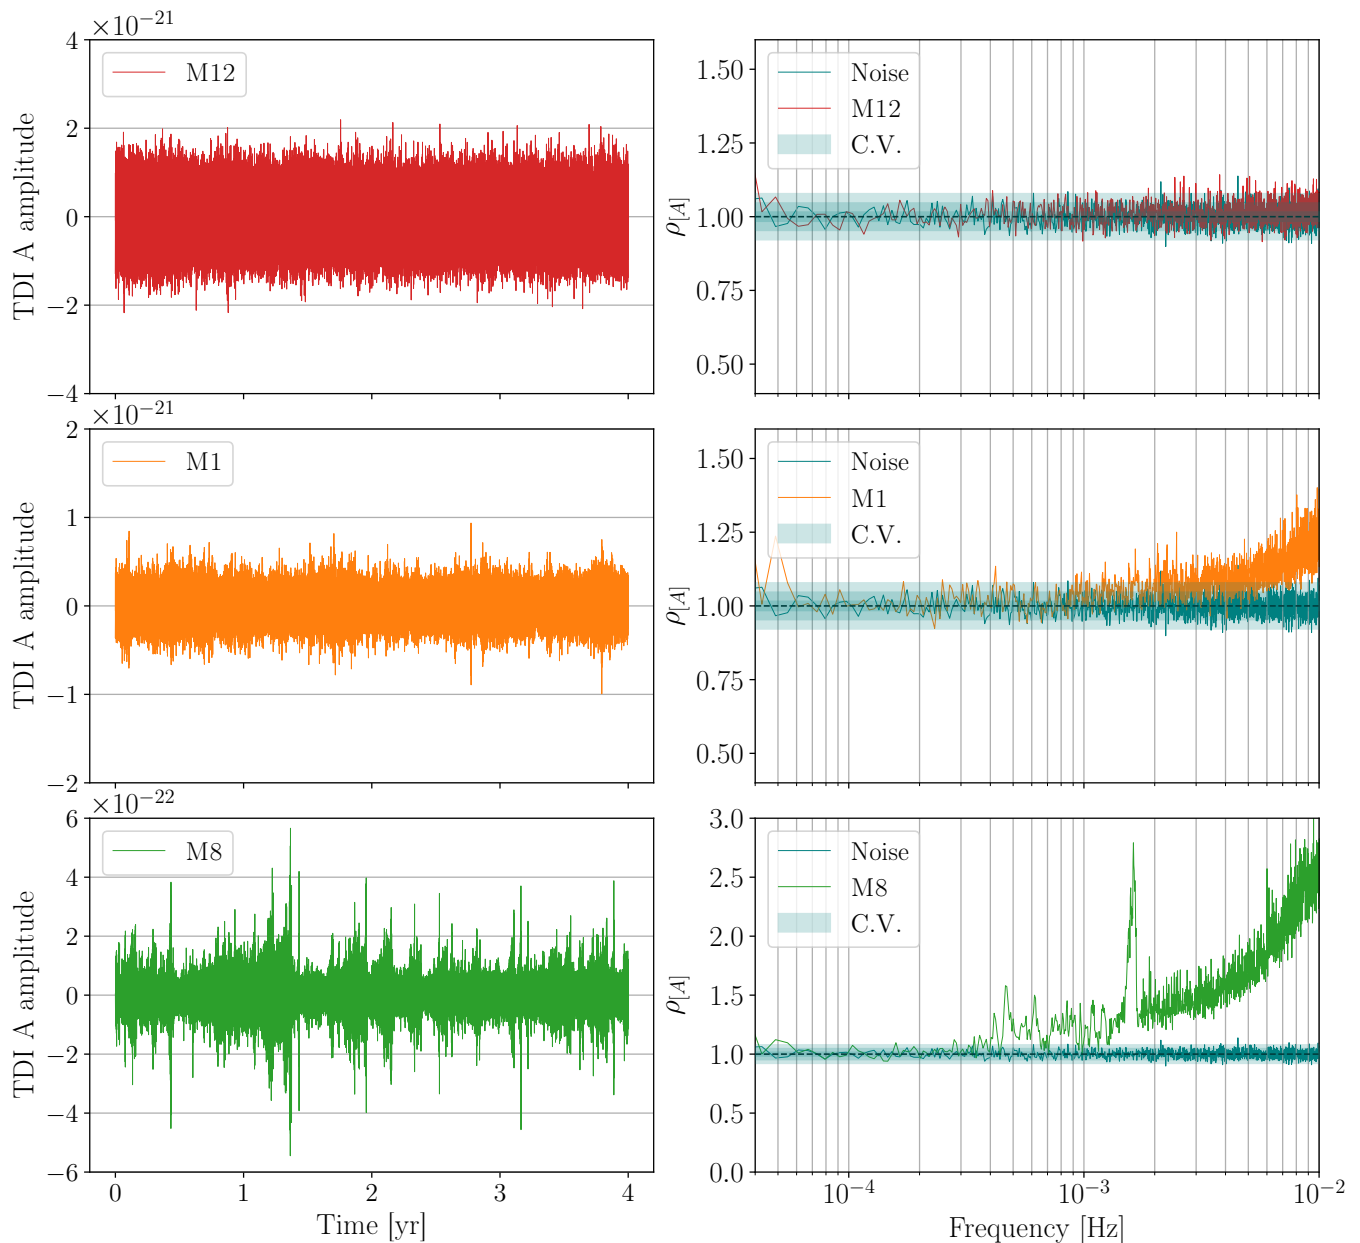 ×10⁻²¹
4
2
0
−2
−4
TDI A amplitude
M12
1.50
1.25
1.00
0.75
0.50
ρ[A]
Noise
M12
C.V.
×10⁻²¹
2
1
0
−1
−2
TDI A amplitude
M1
1.50
1.25
1.00
0.75
0.50
ρ[A]
Noise
M1
C.V.
×10⁻²²
6
4
2
0
−2
−4
−6
TDI A amplitude
M8
0 1 2 3 4
Time [yr]
3.0
2.5
2.0
1.5
1.0
0.5
0.0
ρ[A]
Noise
M8
C.V.
10⁻⁴ 10⁻³ 10⁻²
Frequency [Hz]